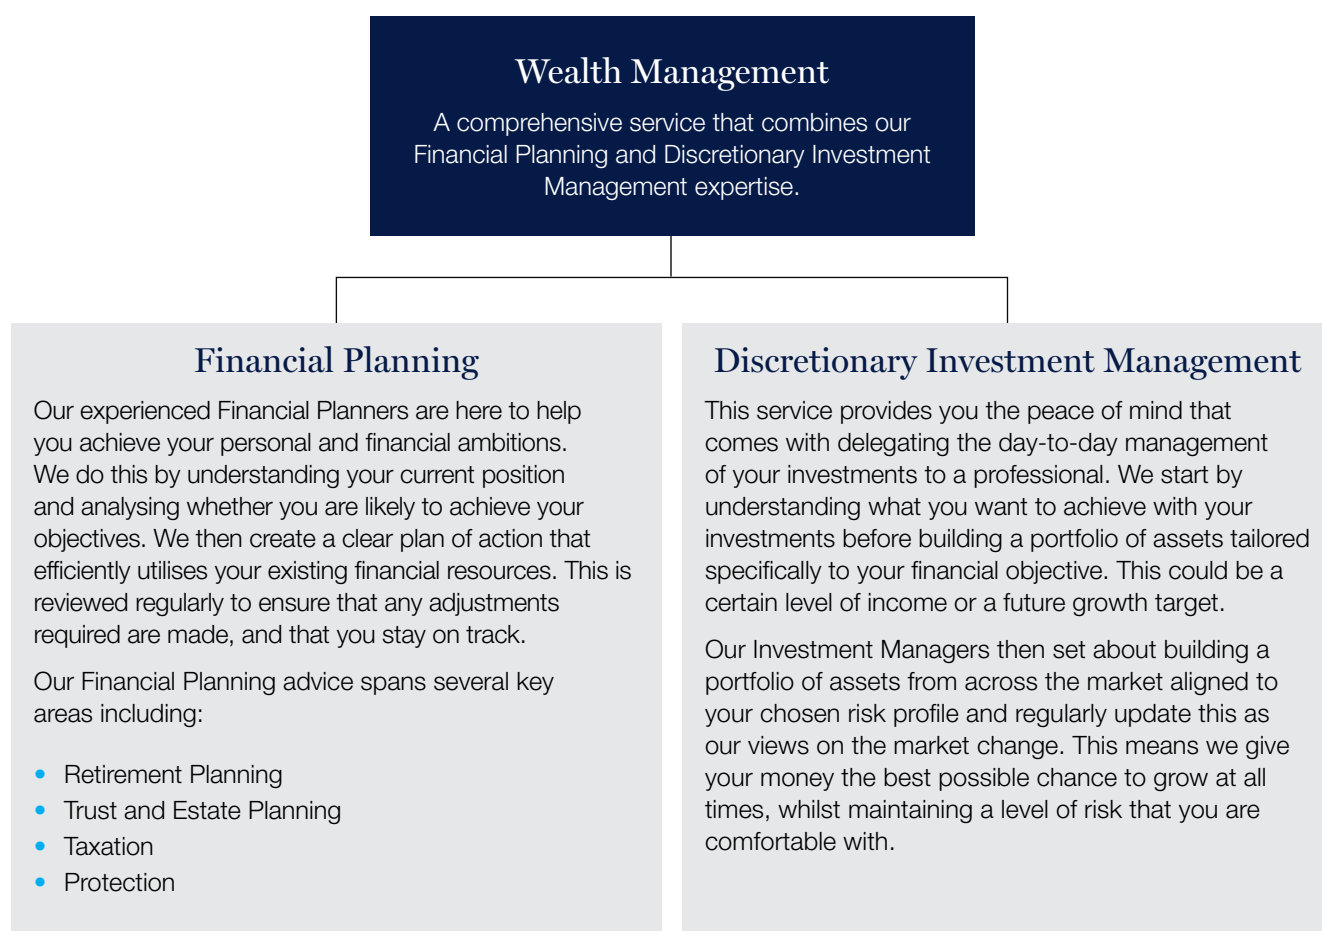 Wealth Management
A comprehensive service that combines our
Financial Planning and Discretionary Investment
Management expertise.
Financial Planning
Our experienced Financial Planners are here to help
you achieve your personal and financial ambitions.
We do this by understanding your current position
and analysing whether you are likely to achieve your
objectives. We then create a clear plan of action that
efficiently utilises your existing financial resources. This is
reviewed regularly to ensure that any adjustments
required are made, and that you stay on track.
Our Financial Planning advice spans several key
areas including:
• Retirement Planning
• Trust and Estate Planning
• Taxation
• Protection
Discretionary Investment Management
This service provides you the peace of mind that
comes with delegating the day-to-day management
of your investments to a professional. We start by
understanding what you want to achieve with your
investments before building a portfolio of assets tailored
specifically to your financial objective. This could be a
certain level of income or a future growth target.
Our Investment Managers then set about building a
portfolio of assets from across the market aligned to
your chosen risk profile and regularly update this as
our views on the market change. This means we give
your money the best possible chance to grow at all
times, whilst maintaining a level of risk that you are
comfortable with.